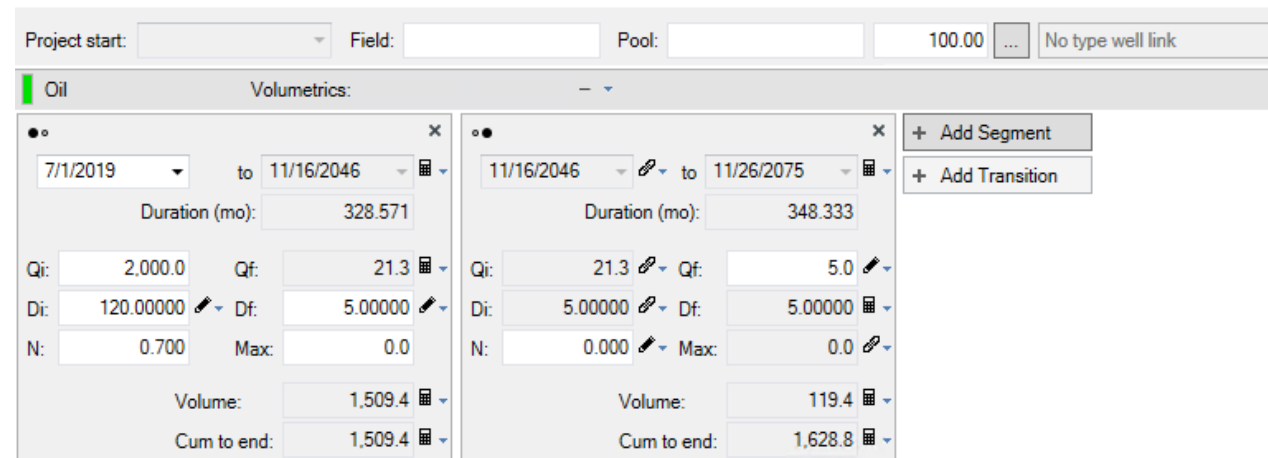 Project start: Field: Pool: 100.00 ... No type well link
Oil Volumetrics: –
7/1/2019 to 11/16/2046
Duration (mo): 328.571
Qi: 2,000.0 Qf: 21.3
Di: 120.00000 Df: 5.00000
N: 0.700 Max: 0.0
Volume: 1,509.4
Cum to end: 1,509.4
11/16/2046 to 11/26/2075
Duration (mo): 348.333
Qi: 21.3 Qf: 5.0
Di: 5.00000 Df: 5.00000
N: 0.000 Max: 0.0
Volume: 119.4
Cum to end: 1,628.8
+ Add Segment
+ Add Transition